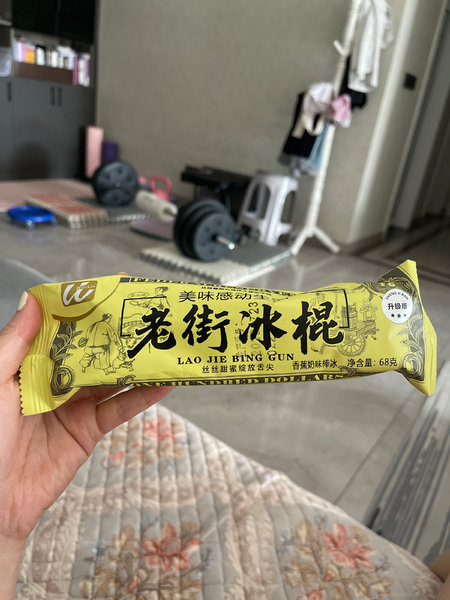 美味感动
老街冰棍
LAO JIE BING GUN
丝丝甜蜜绽放舌尖
香蕉奶味棒冰 净含量：68克
升级版
ONE HUNDRED DOLLARS